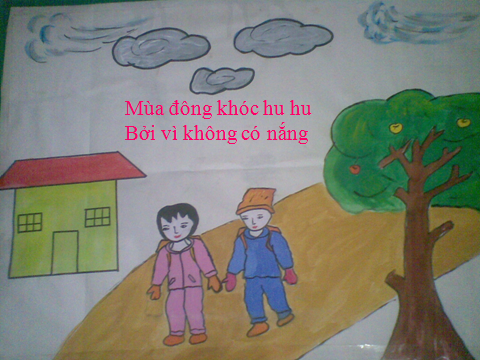 Mùa đông khóc hu hu
Bởi vì không có nắng